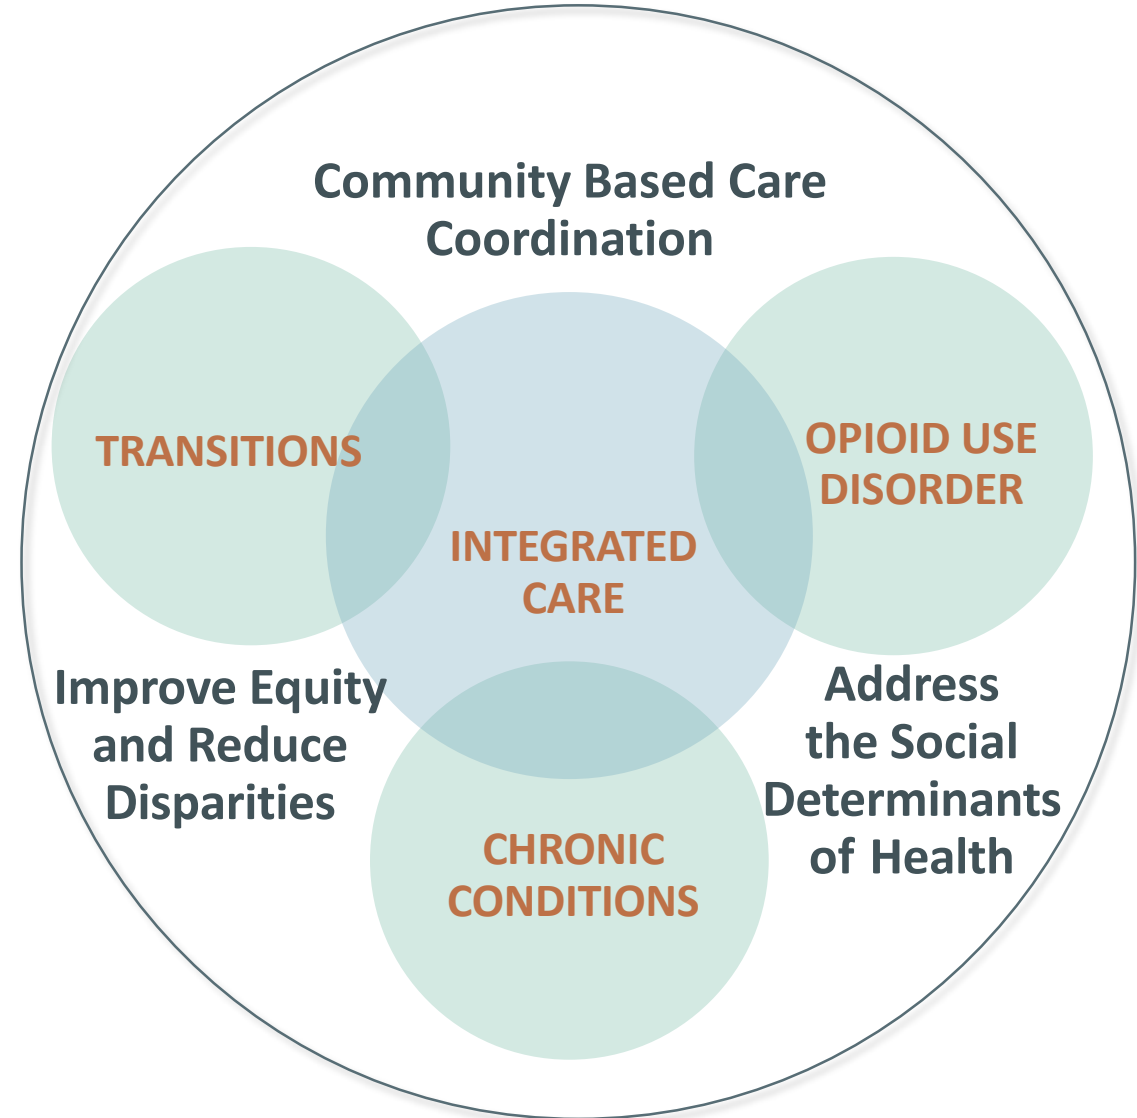 Community Based Care
Coordination
TRANSITIONS
OPIOID USE
DISORDER
INTEGRATED
CARE
Improve Equity
and Reduce
Disparities
Address
the Social
Determinants
of Health
CHRONIC
CONDITIONS